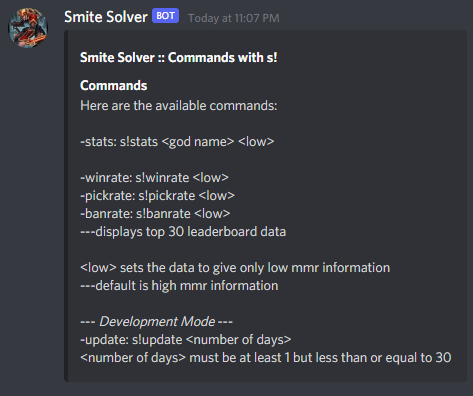 Smite Solver BOT Today at 11:07 PM
Smite Solver :: Commands with s!
Commands
Here are the available commands:
-stats: s!stats <god name> <low>
-winrate: s!winrate <low>
-pickrate: s!pickrate <low>
-banrate: s!banrate <low>
---displays top 30 leaderboard data
<low> sets the data to give only low mmr information
---default is high mmr information
--- Development Mode ---
-update: s!update <number of days>
<number of days> must be at least 1 but less than or equal to 30